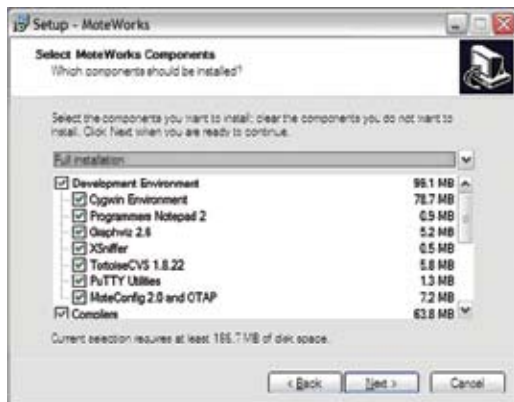 Setup - MoteWorks
Select MoteWorks Components
Which components should be installed?
Select the components you want to install; clear the components you do not want to
install. Click Next when you are ready to continue.
Full installation
Development Environment 96.1 MB
Cygwin Environment 78.7 MB
Programmers Notepad 2 0.9 MB
Graphviz 2.6 5.2 MB
XSniffer 0.5 MB
TortoiseCVS 1.8.22 5.8 MB
PuTTY Utilities 1.3 MB
MoteConfig 2.0 and OTAP 7.2 MB
Compilers 63.8 MB
Current selection requires at least 186.7 MB of disk space.
< Back Next > Cancel